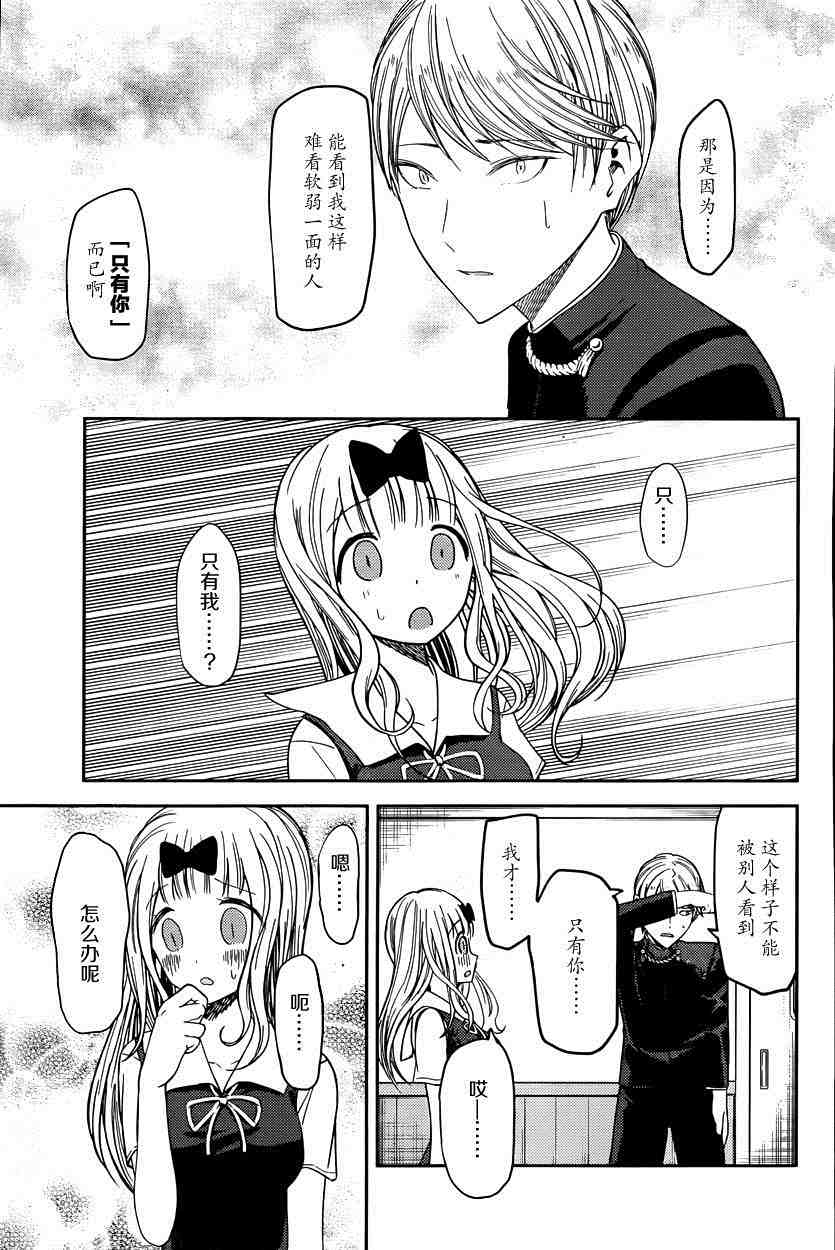 那是因为……
能看到我这样
难看软弱一面的人
「只有你」
而已啊
只……
只有我……?
这个样子不能
被别人看到
只有你……
我才……
哎——……
嗯……
呃……
怎么办呢